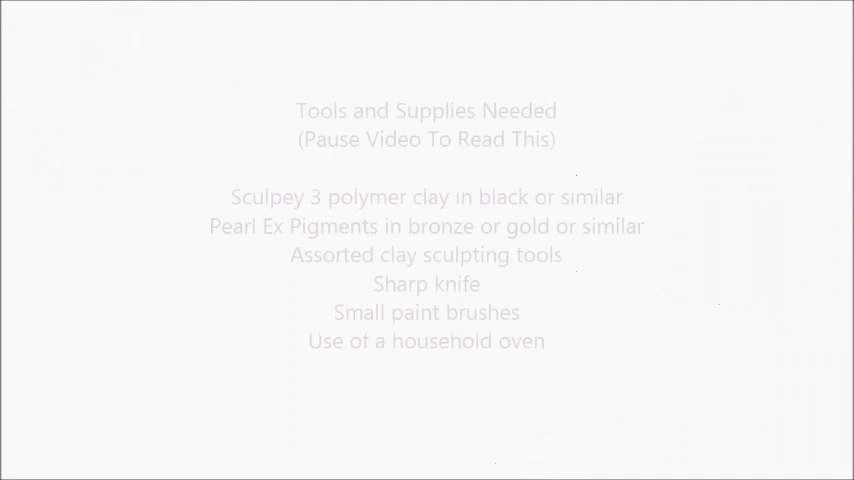 Tools and Supplies Needed
(Pause Video To Read This)
Sculpey 3 polymer clay in black or similar
Pearl Ex Pigments in bronze or gold or similar
Assorted clay sculpting tools
Sharp knife
Small paint brushes
Use of a household oven